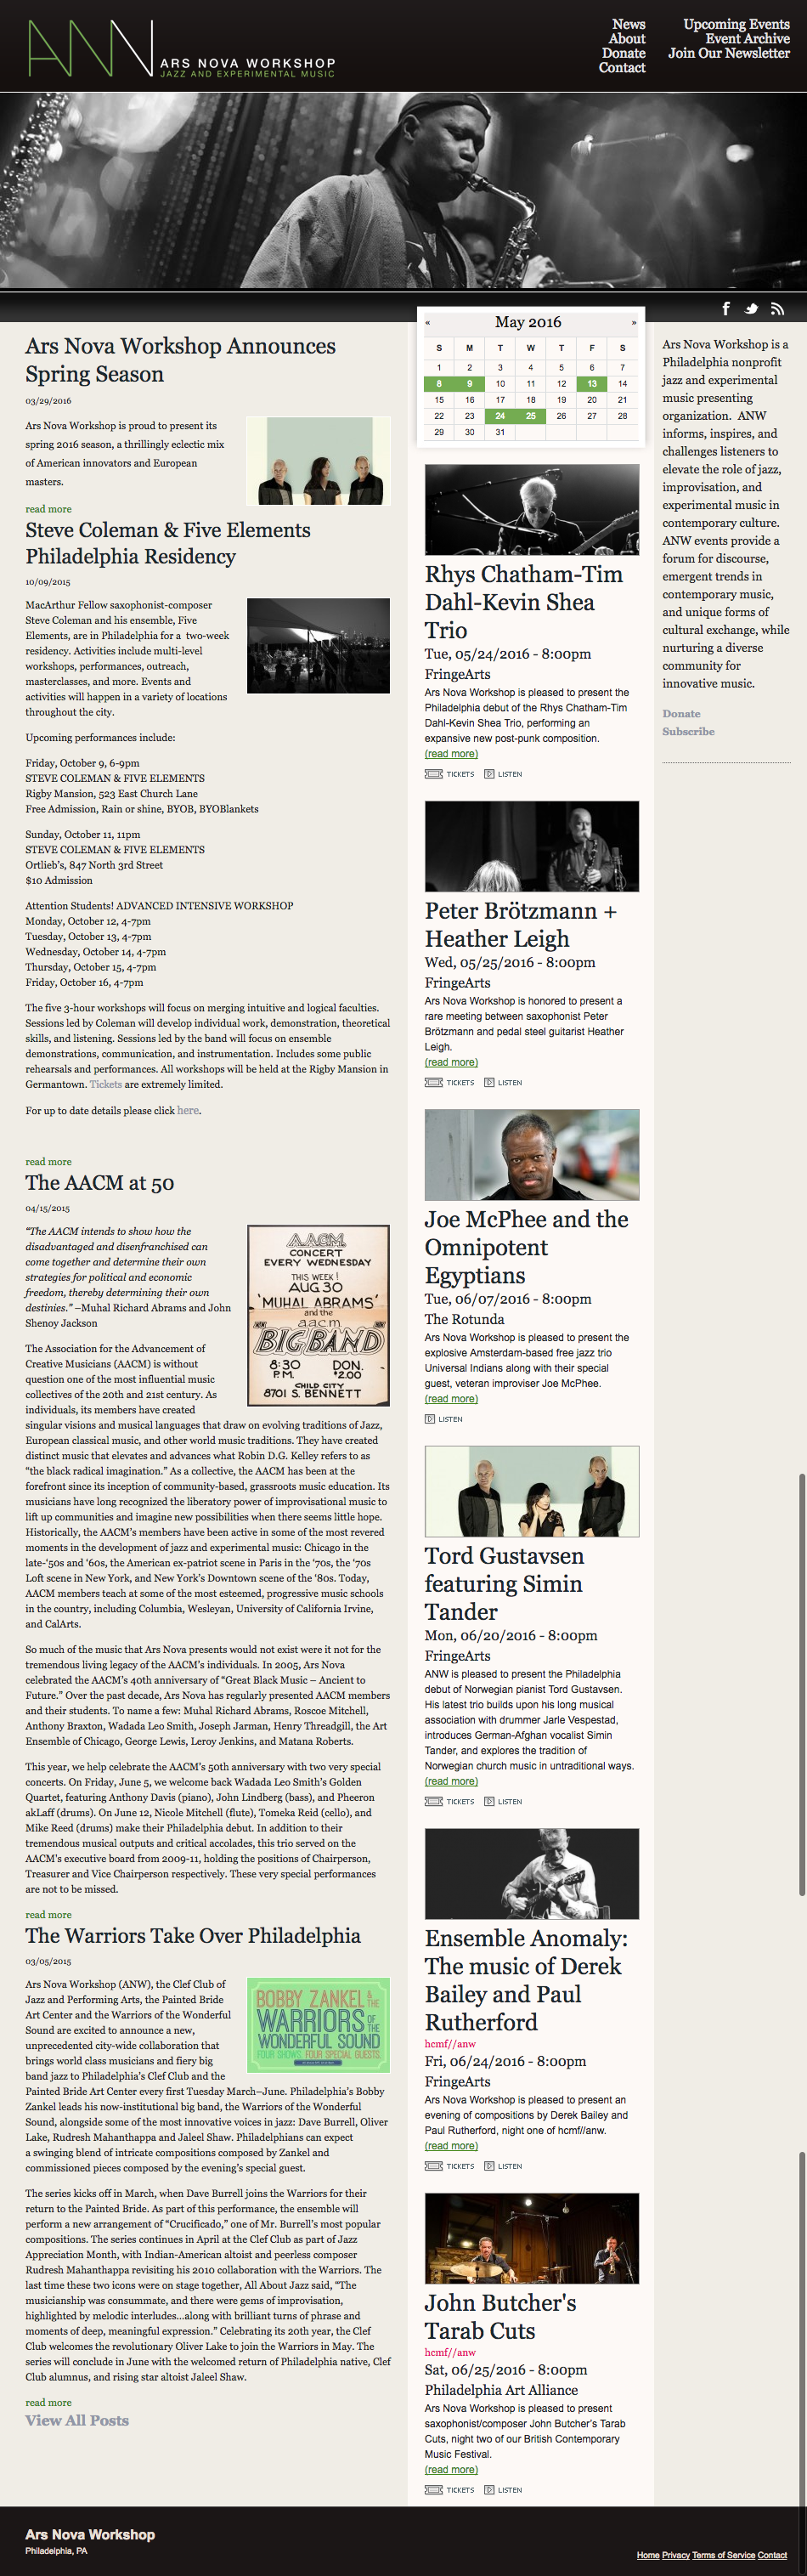 ARS NOVA WORKSHOP
JAZZ AND EXPERIMENTAL MUSIC
News
About
Donate
Contact
Upcoming Events
Event Archive
Join Our Newsletter
Ars Nova Workshop Announces
Spring Season
03/29/2016
Ars Nova Workshop is proud to present its
spring 2016 season, a thrillingly eclectic mix
of American innovators and European
masters.
read more
Steve Coleman & Five Elements
Philadelphia Residency
10/09/2015
MacArthur Fellow saxophonist-composer
Steve Coleman and his ensemble, Five
Elements, are in Philadelphia for a two-week
residency. Activities include multi-level
workshops, performances, outreach,
masterclasses, and more. Events and
activities will happen in a variety of locations
throughout the city.
Upcoming performances include:
Friday, October 9, 6-9pm
STEVE COLEMAN & FIVE ELEMENTS
Rigby Mansion, 523 East Church Lane
Free Admission, Rain or shine, BYOB, BYOBlankets
Sunday, October 11, 11pm
STEVE COLEMAN & FIVE ELEMENTS
Ortlieb's, 847 North 3rd Street
$10 Admission
Attention Students! ADVANCED INTENSIVE WORKSHOP
Monday, October 12, 4-7pm
Tuesday, October 13, 4-7pm
Wednesday, October 14, 4-7pm
Thursday, October 15, 4-7pm
Friday, October 16, 4-7pm
The five 3-hour workshops will focus on merging intuitive and logical faculties.
Sessions led by Coleman will develop individual work, demonstration, theoretical
skills, and listening. Sessions led by the band will focus on ensemble
demonstrations, communication, and instrumentation. Includes some public
rehearsals and performances. All workshops will be held at the Rigby Mansion in
Germantown. Tickets are extremely limited.
For up to date details please click here.
read more
The AACM at 50
04/15/2015
"The AACM intends to show how the
disadvantaged and disenfranchised can
come together and determine their own
strategies for political and economic
freedom, thereby determining their own
destinies." –Muhal Richard Abrams and John
Shenoy Jackson
AACM
CONCERT
EVERY WEDNESDAY
THIS WEEK!
AUG 30
'MUHAL ABRAMS'
and the
aacm
BIG BAND
8:30 P.M.
DON. $2.00
CHILD CITY
8701 S. BENNETT
The Association for the Advancement of
Creative Musicians (AACM) is without
question one of the most influential music
collectives of the 20th and 21st century. As
individuals, its members have created
singular visions and musical languages that draw on evolving traditions of Jazz,
European classical music, and other world music traditions. They have created
distinct music that elevates and advances what Robin D.G. Kelley refers to as
"the black radical imagination." As a collective, the AACM has been at the
forefront since its inception of community-based, grassroots music education. Its
musicians have long recognized the liberatory power of improvisational music to
lift up communities and imagine new possibilities when there seems little hope.
Historically, the AACM's members have been active in some of the most revered
moments in the development of jazz and experimental music: Chicago in the
late-'50s and '60s, the American ex-patriot scene in Paris in the '70s, the '70s
Loft scene in New York, and New York's Downtown scene of the '80s. Today,
AACM members teach at some of the most esteemed, progressive music schools
in the country, including Columbia, Wesleyan, University of California Irvine,
and CalArts.
So much of the music that Ars Nova presents would not exist were it not for the
tremendous living legacy of the AACM's individuals. In 2005, Ars Nova
celebrated the AACM's 40th anniversary of "Great Black Music – Ancient to
Future." Over the past decade, Ars Nova has regularly presented AACM members
and their students. To name a few: Muhal Richard Abrams, Roscoe Mitchell,
Anthony Braxton, Wadada Leo Smith, Joseph Jarman, Henry Threadgill, the Art
Ensemble of Chicago, George Lewis, Leroy Jenkins, and Matana Roberts.
This year, we help celebrate the AACM's 50th anniversary with two very special
concerts. On Friday, June 5, we welcome back Wadada Leo Smith's Golden
Quartet, featuring Anthony Davis (piano), John Lindberg (bass), and Pheeron
akLaff (drums). On June 12, Nicole Mitchell (flute), Tomeka Reid (cello), and
Mike Reed (drums) make their Philadelphia debut. In addition to their
tremendous musical outputs and critical accolades, this trio served on the
AACM's executive board from 2009-11, holding the positions of Chairperson,
Treasurer and Vice Chairperson respectively. These very special performances
are not to be missed.
read more
The Warriors Take Over Philadelphia
03/05/2015
Ars Nova Workshop (ANW), the Clef Club of
Jazz and Performing Arts, the Painted Bride
Art Center and the Warriors of the Wonderful
Sound are excited to announce a new,
unprecedented city-wide collaboration that
brings world class musicians and fiery big
band jazz to Philadelphia's Clef Club and the
Painted Bride Art Center every first Tuesday March–June. Philadelphia's Bobby
Zankel leads his now-institutional big band, the Warriors of the Wonderful
Sound, alongside some of the most innovative voices in jazz: Dave Burrell, Oliver
Lake, Rudresh Mahanthappa and Jaleel Shaw. Philadelphians can expect
a swinging blend of intricate compositions composed by Zankel and
commissioned pieces composed by the evening's special guest.
BOBBY ZANKEL & THE
WARRIORS OF THE
WONDERFUL SOUND
FOUR SHOWS. FOUR SPECIAL GUESTS.
The series kicks off in March, when Dave Burrell joins the Warriors for their
return to the Painted Bride. As part of this performance, the ensemble will
perform a new arrangement of "Crucificado," one of Mr. Burrell's most popular
compositions. The series continues in April at the Clef Club as part of Jazz
Appreciation Month, with Indian-American altoist and peerless composer
Rudresh Mahanthappa revisiting his 2010 collaboration with the Warriors. The
last time these two icons were on stage together, All About Jazz said, "The
musicianship was consummate, and there were gems of improvisation,
highlighted by melodic interludes...along with brilliant turns of phrase and
moments of deep, meaningful expression." Celebrating its 20th year, the Clef
Club welcomes the revolutionary Oliver Lake to join the Warriors in May. The
series will conclude in June with the welcomed return of Philadelphia native, Clef
Club alumnus, and rising star altoist Jaleel Shaw.
read more
View All Posts
« May 2016 »
S M T W T F S
1 2 3 4 5 6 7
8 9 10 11 12 13 14
15 16 17 18 19 20 21
22 23 24 25 26 27 28
29 30 31
Rhys Chatham-Tim
Dahl-Kevin Shea
Trio
Tue, 05/24/2016 - 8:00pm
FringeArts
Ars Nova Workshop is pleased to present the
Philadelphia debut of the Rhys Chatham-Tim
Dahl-Kevin Shea Trio, performing an
expansive new post-punk composition.
(read more)
TICKETS LISTEN
Peter Brötzmann +
Heather Leigh
Wed, 05/25/2016 - 8:00pm
FringeArts
Ars Nova Workshop is honored to present a
rare meeting between saxophonist Peter
Brötzmann and pedal steel guitarist Heather
Leigh.
(read more)
TICKETS LISTEN
Joe McPhee and the
Omnipotent
Egyptians
Tue, 06/07/2016 - 8:00pm
The Rotunda
Ars Nova Workshop is pleased to present the
explosive Amsterdam-based free jazz trio
Universal Indians along with their special
guest, veteran improviser Joe McPhee.
(read more)
LISTEN
Tord Gustavsen
featuring Simin
Tander
Mon, 06/20/2016 - 8:00pm
FringeArts
ANW is pleased to present the Philadelphia
debut of Norwegian pianist Tord Gustavsen.
His latest trio builds upon his long musical
association with drummer Jarle Vespestad,
introduces German-Afghan vocalist Simin
Tander, and explores the tradition of
Norwegian church music in untraditional ways.
(read more)
TICKETS LISTEN
Ensemble Anomaly:
The music of Derek
Bailey and Paul
Rutherford
hcmf//anw
Fri, 06/24/2016 - 8:00pm
FringeArts
Ars Nova Workshop is pleased to present an
evening of compositions by Derek Bailey and
Paul Rutherford, night one of hcmf//anw.
(read more)
TICKETS LISTEN
John Butcher's
Tarab Cuts
hcmf//anw
Sat, 06/25/2016 - 8:00pm
Philadelphia Art Alliance
Ars Nova Workshop is pleased to present
saxophonist/composer John Butcher's Tarab
Cuts, night two of our British Contemporary
Music Festival.
(read more)
TICKETS LISTEN
Ars Nova Workshop is a
Philadelphia nonprofit
jazz and experimental
music presenting
organization. ANW
informs, inspires, and
challenges listeners to
elevate the role of jazz,
improvisation, and
experimental music in
contemporary culture.
ANW events provide a
forum for discourse,
emergent trends in
contemporary music,
and unique forms of
cultural exchange, while
nurturing a diverse
community for
innovative music.
Donate
Subscribe
Ars Nova Workshop
Philadelphia, PA
Home Privacy Terms of Service Contact